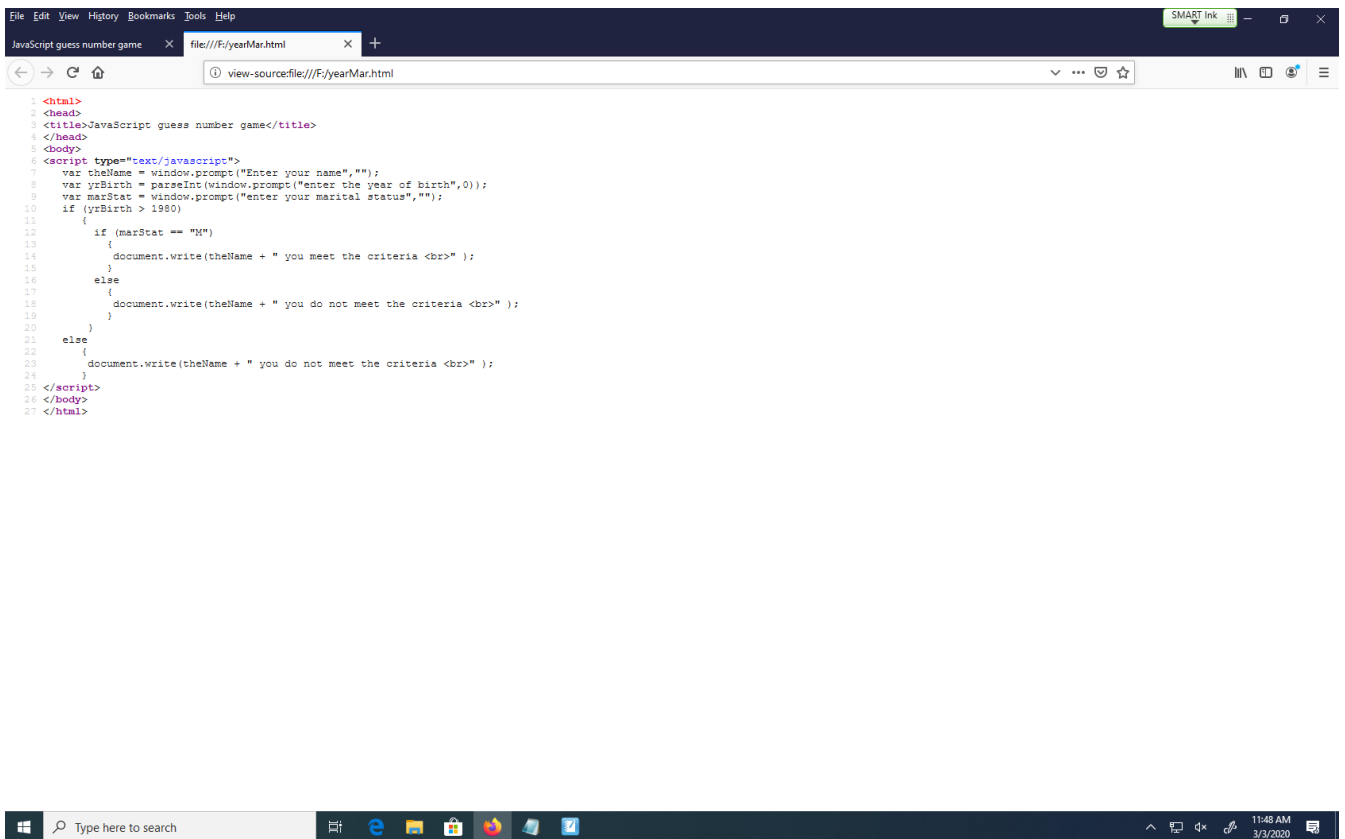 File Edit View History Bookmarks Tools Help
SMART Ink
JavaScript guess number game
file:///F:/yearMar.html
view-source:file:///F:/yearMar.html
1 <html>
2 <head>
3 <title>JavaScript guess number game</title>
4 </head>
5 <body>
6 <script type="text/javascript">
7 var theName = window.prompt("Enter your name","");
8 var yrBirth = parseInt(window.prompt("enter the year of birth",0));
9 var marStat = window.prompt("enter your marital status","");
10 if (yrBirth > 1980)
11 {
12 if (marStat == "M")
13 {
14 document.write(theName + " you meet the criteria <br>" );
15 }
16 else
17 {
18 document.write(theName + " you do not meet the criteria <br>" );
19 }
20 }
21 else
22 {
23 document.write(theName + " you do not meet the criteria <br>" );
24 }
25 </script>
26 </body>
27 </html>
Type here to search
11:48 AM
3/3/2020